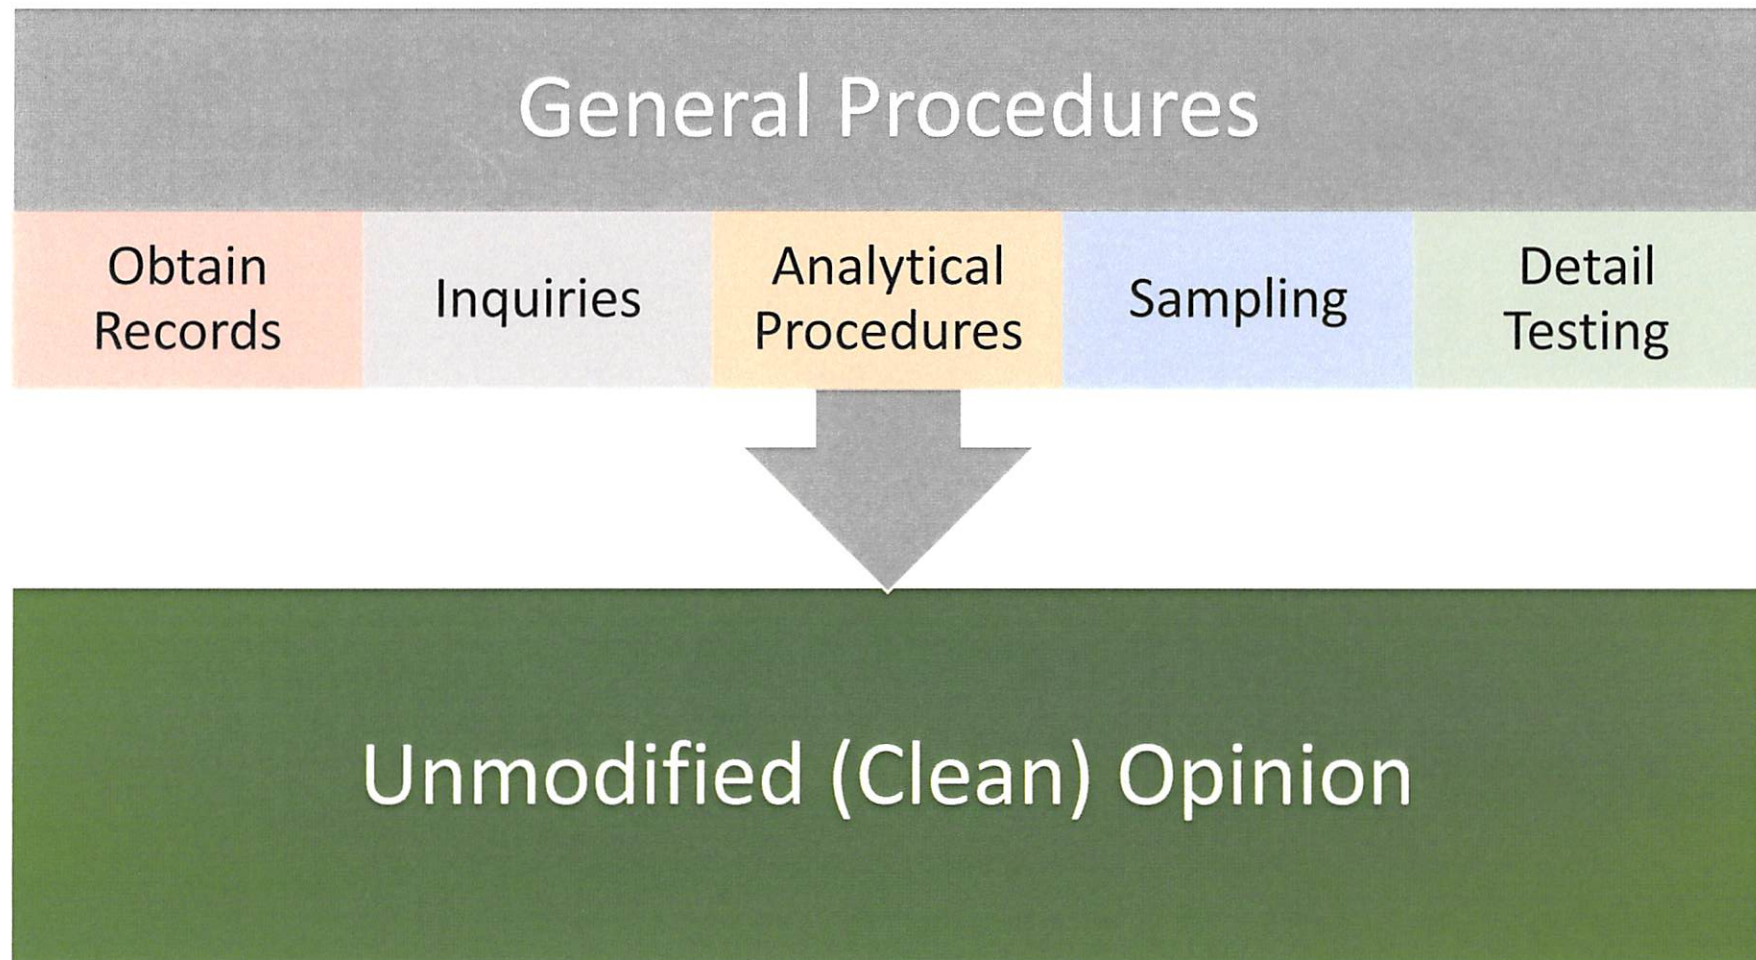 General Procedures
Obtain
Records
Inquiries
Analytical
Procedures
Sampling
Detail
Testing
Unmodified (Clean) Opinion